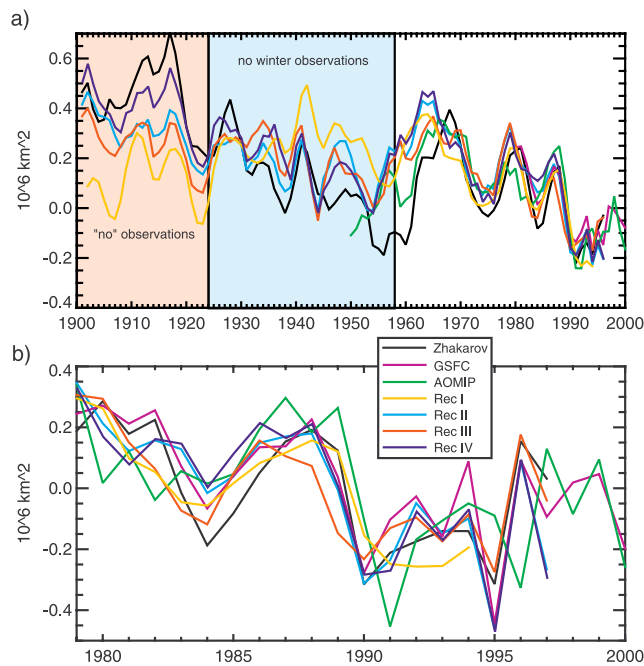 a)
10^6 km^2
0.6
0.4
0.2
0.0
-0.2
-0.4
no winter observations
"no" observations
1900 1910 1920 1930 1940 1950 1960 1970 1980 1990 2000
b)
10^6 km^2
0.4
0.2
0.0
-0.2
-0.4
Zhakarov
GSFC
AOMIP
Rec I
Rec II
Rec III
Rec IV
1980 1985 1990 1995 2000